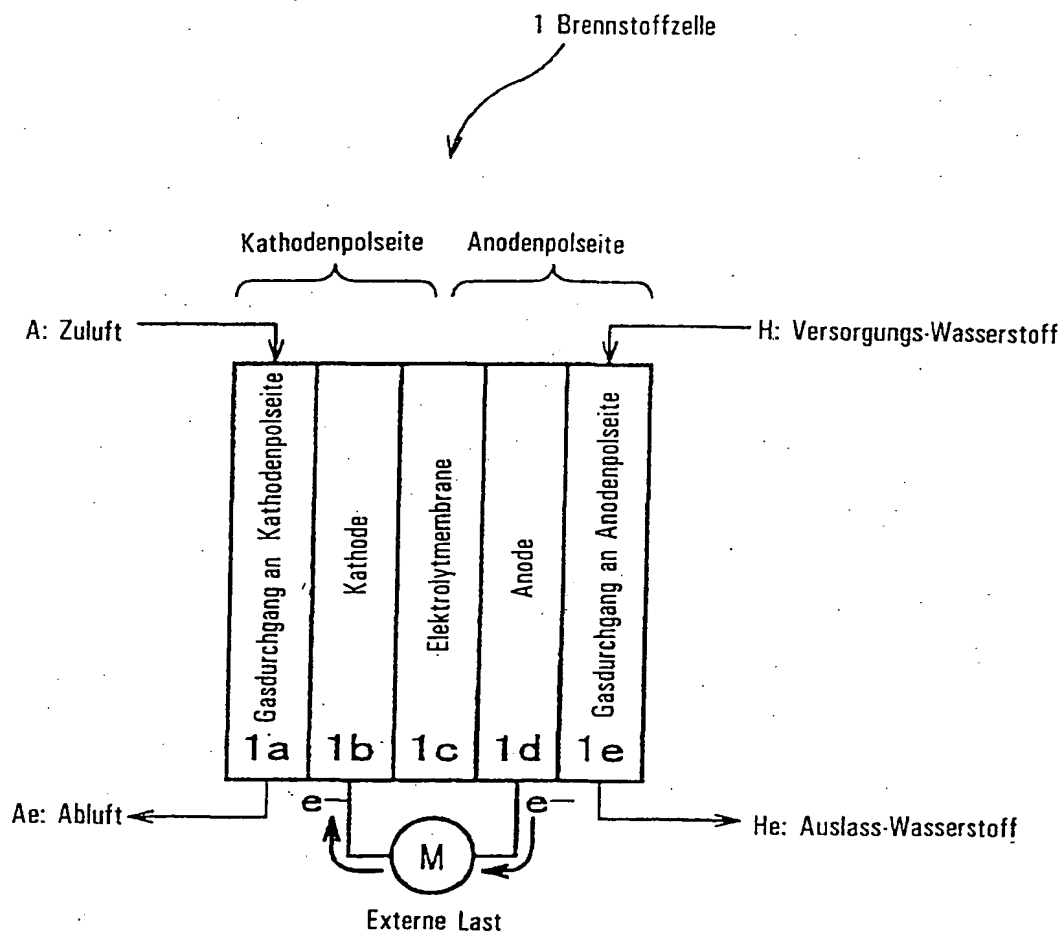 1 Brennstoffzelle
Kathodenpolseite
Anodenpolseite
A: Zuluft
H: Versorgungs-Wasserstoff
Gasdurchgang an Kathodenpolseite
Kathode
Elektrolytmembrane
Anode
Gasdurchgang an Anodenpolseite
1a
1b
1c
1d
1e
Ae: Abluft
e-
e-
He: Auslass-Wasserstoff
M
Externe Last